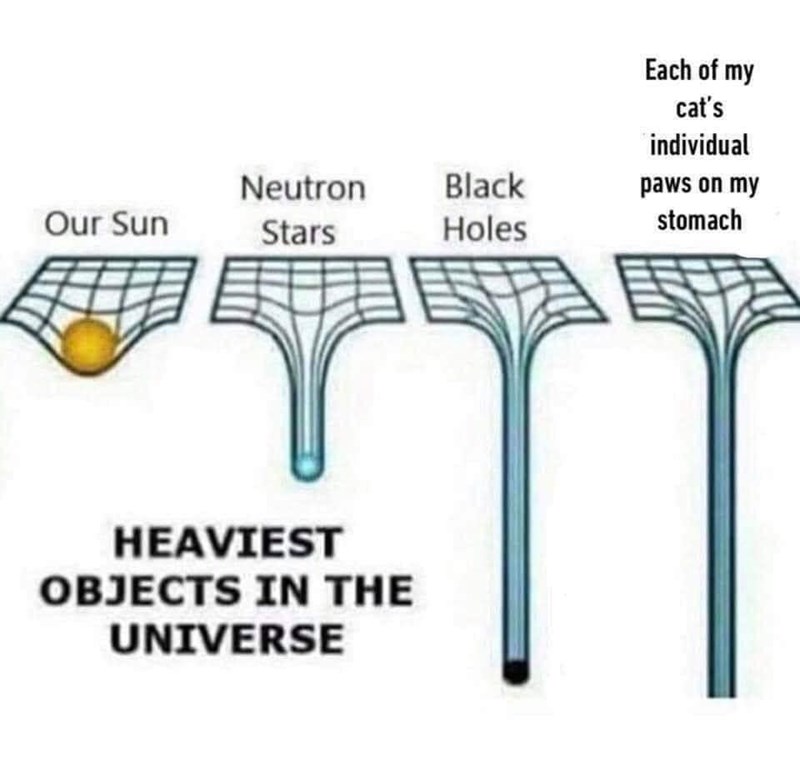 Each of my
cat's
individual
paws on my
stomach
Our Sun
Neutron
Stars
Black
Holes
HEAVIEST
OBJECTS IN THE
UNIVERSE